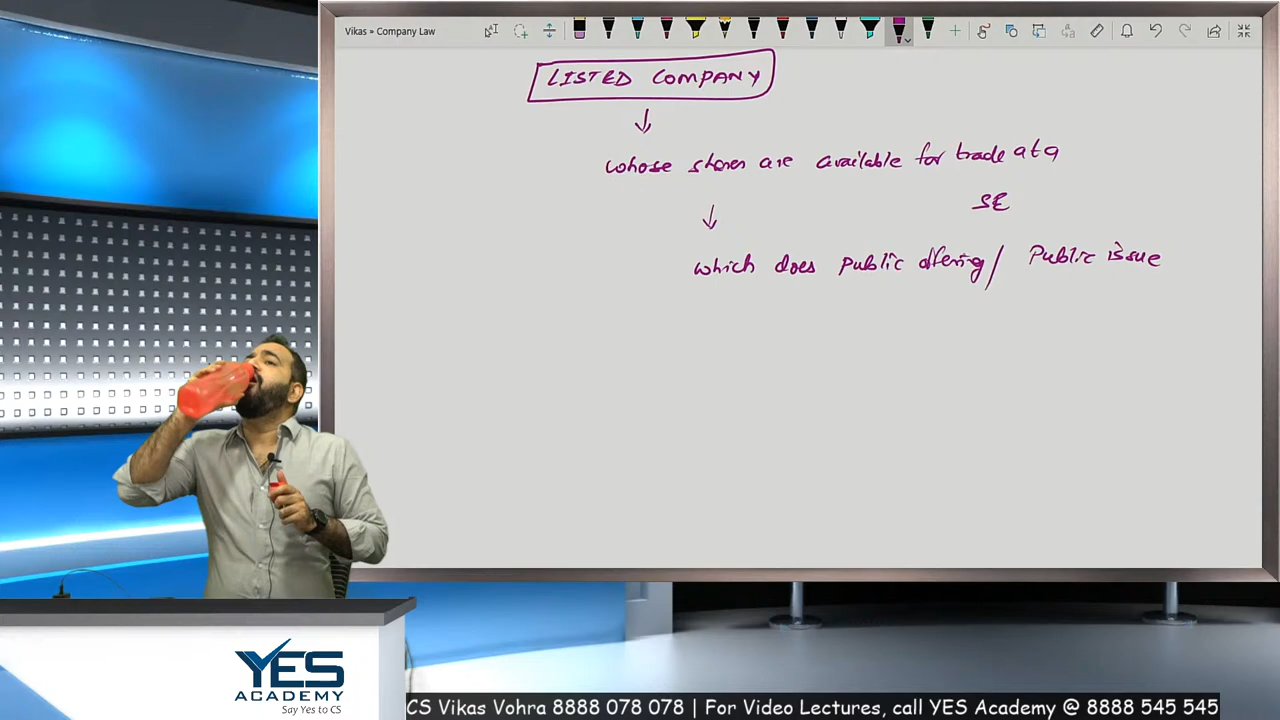 Vikas » Company Law
LISTED COMPANY
whose shares are available for trade at a
SE
which does public offering / Public issue
YES
ACADEMY
Say Yes to CS
CS Vikas Vohra 8888 078 078 | For Video Lectures, call YES Academy @ 8888 545 545